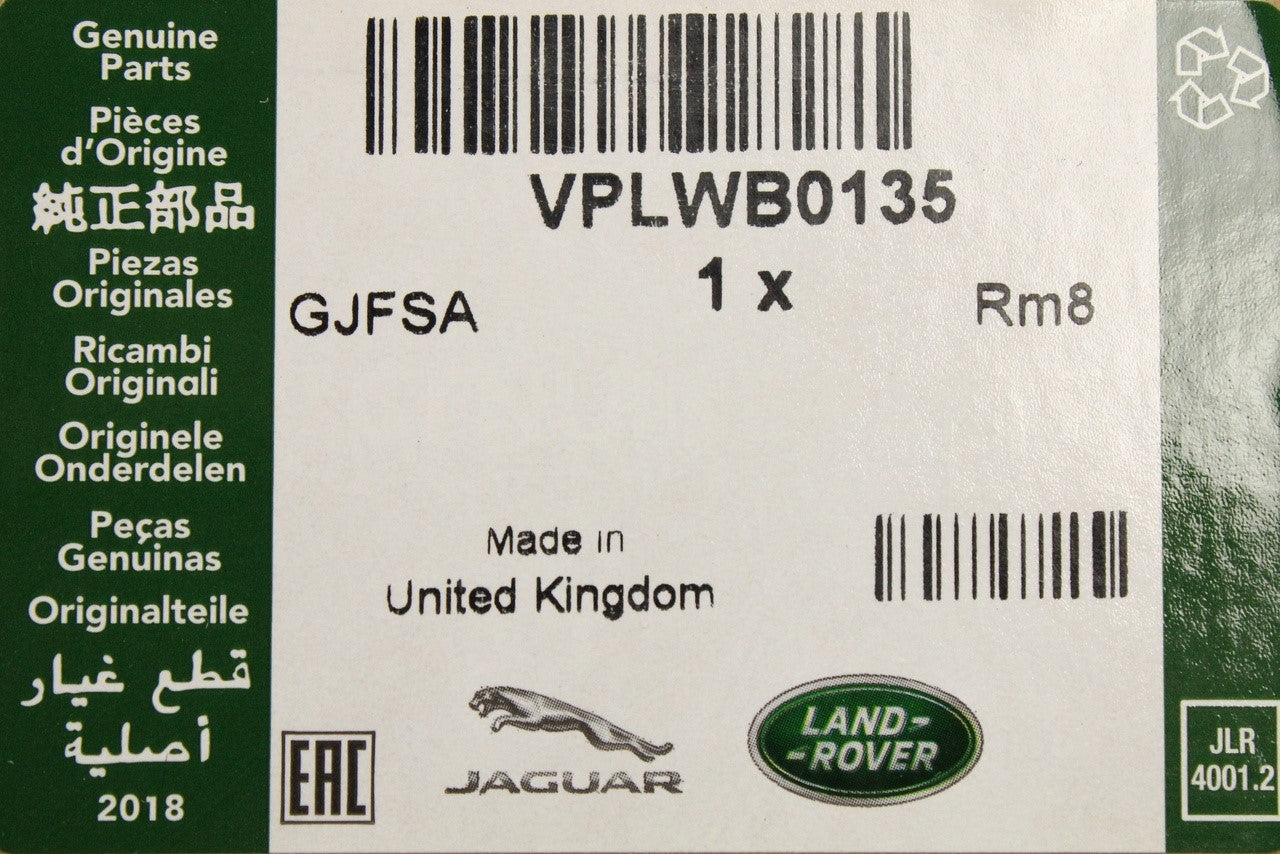 Genuine
Parts
Pièces
d'Origine
純正部品
Piezas
Originales
Ricambi
Originali
Originele
Onderdelen
Peças
Genuinas
Originalteile
قطع غيار
أصلية
2018
VPLWB0135
1 x
GJFSA
Rm8
Made in
United Kingdom
EAC
JAGUAR
LAND-
-ROVER
JLR
4001.2